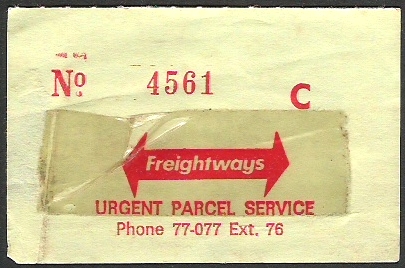 Nº 4561
C
Freightways
URGENT PARCEL SERVICE
Phone 77-077 Ext. 76